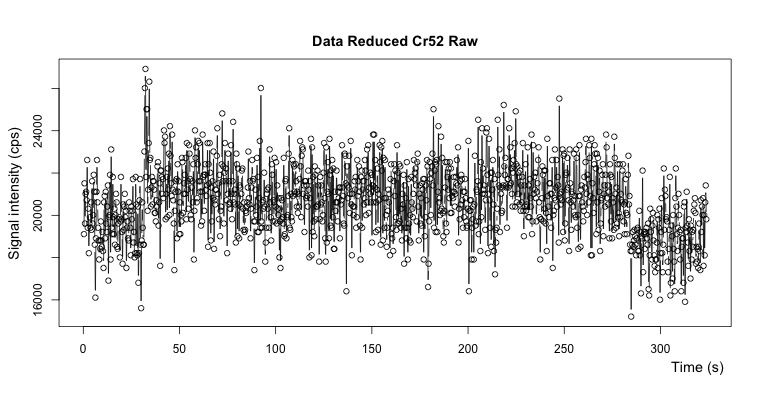 Data Reduced Cr52 Raw
Signal intensity (cps)
24000
20000
16000
0 50 100 150 200 250 300
Time (s)